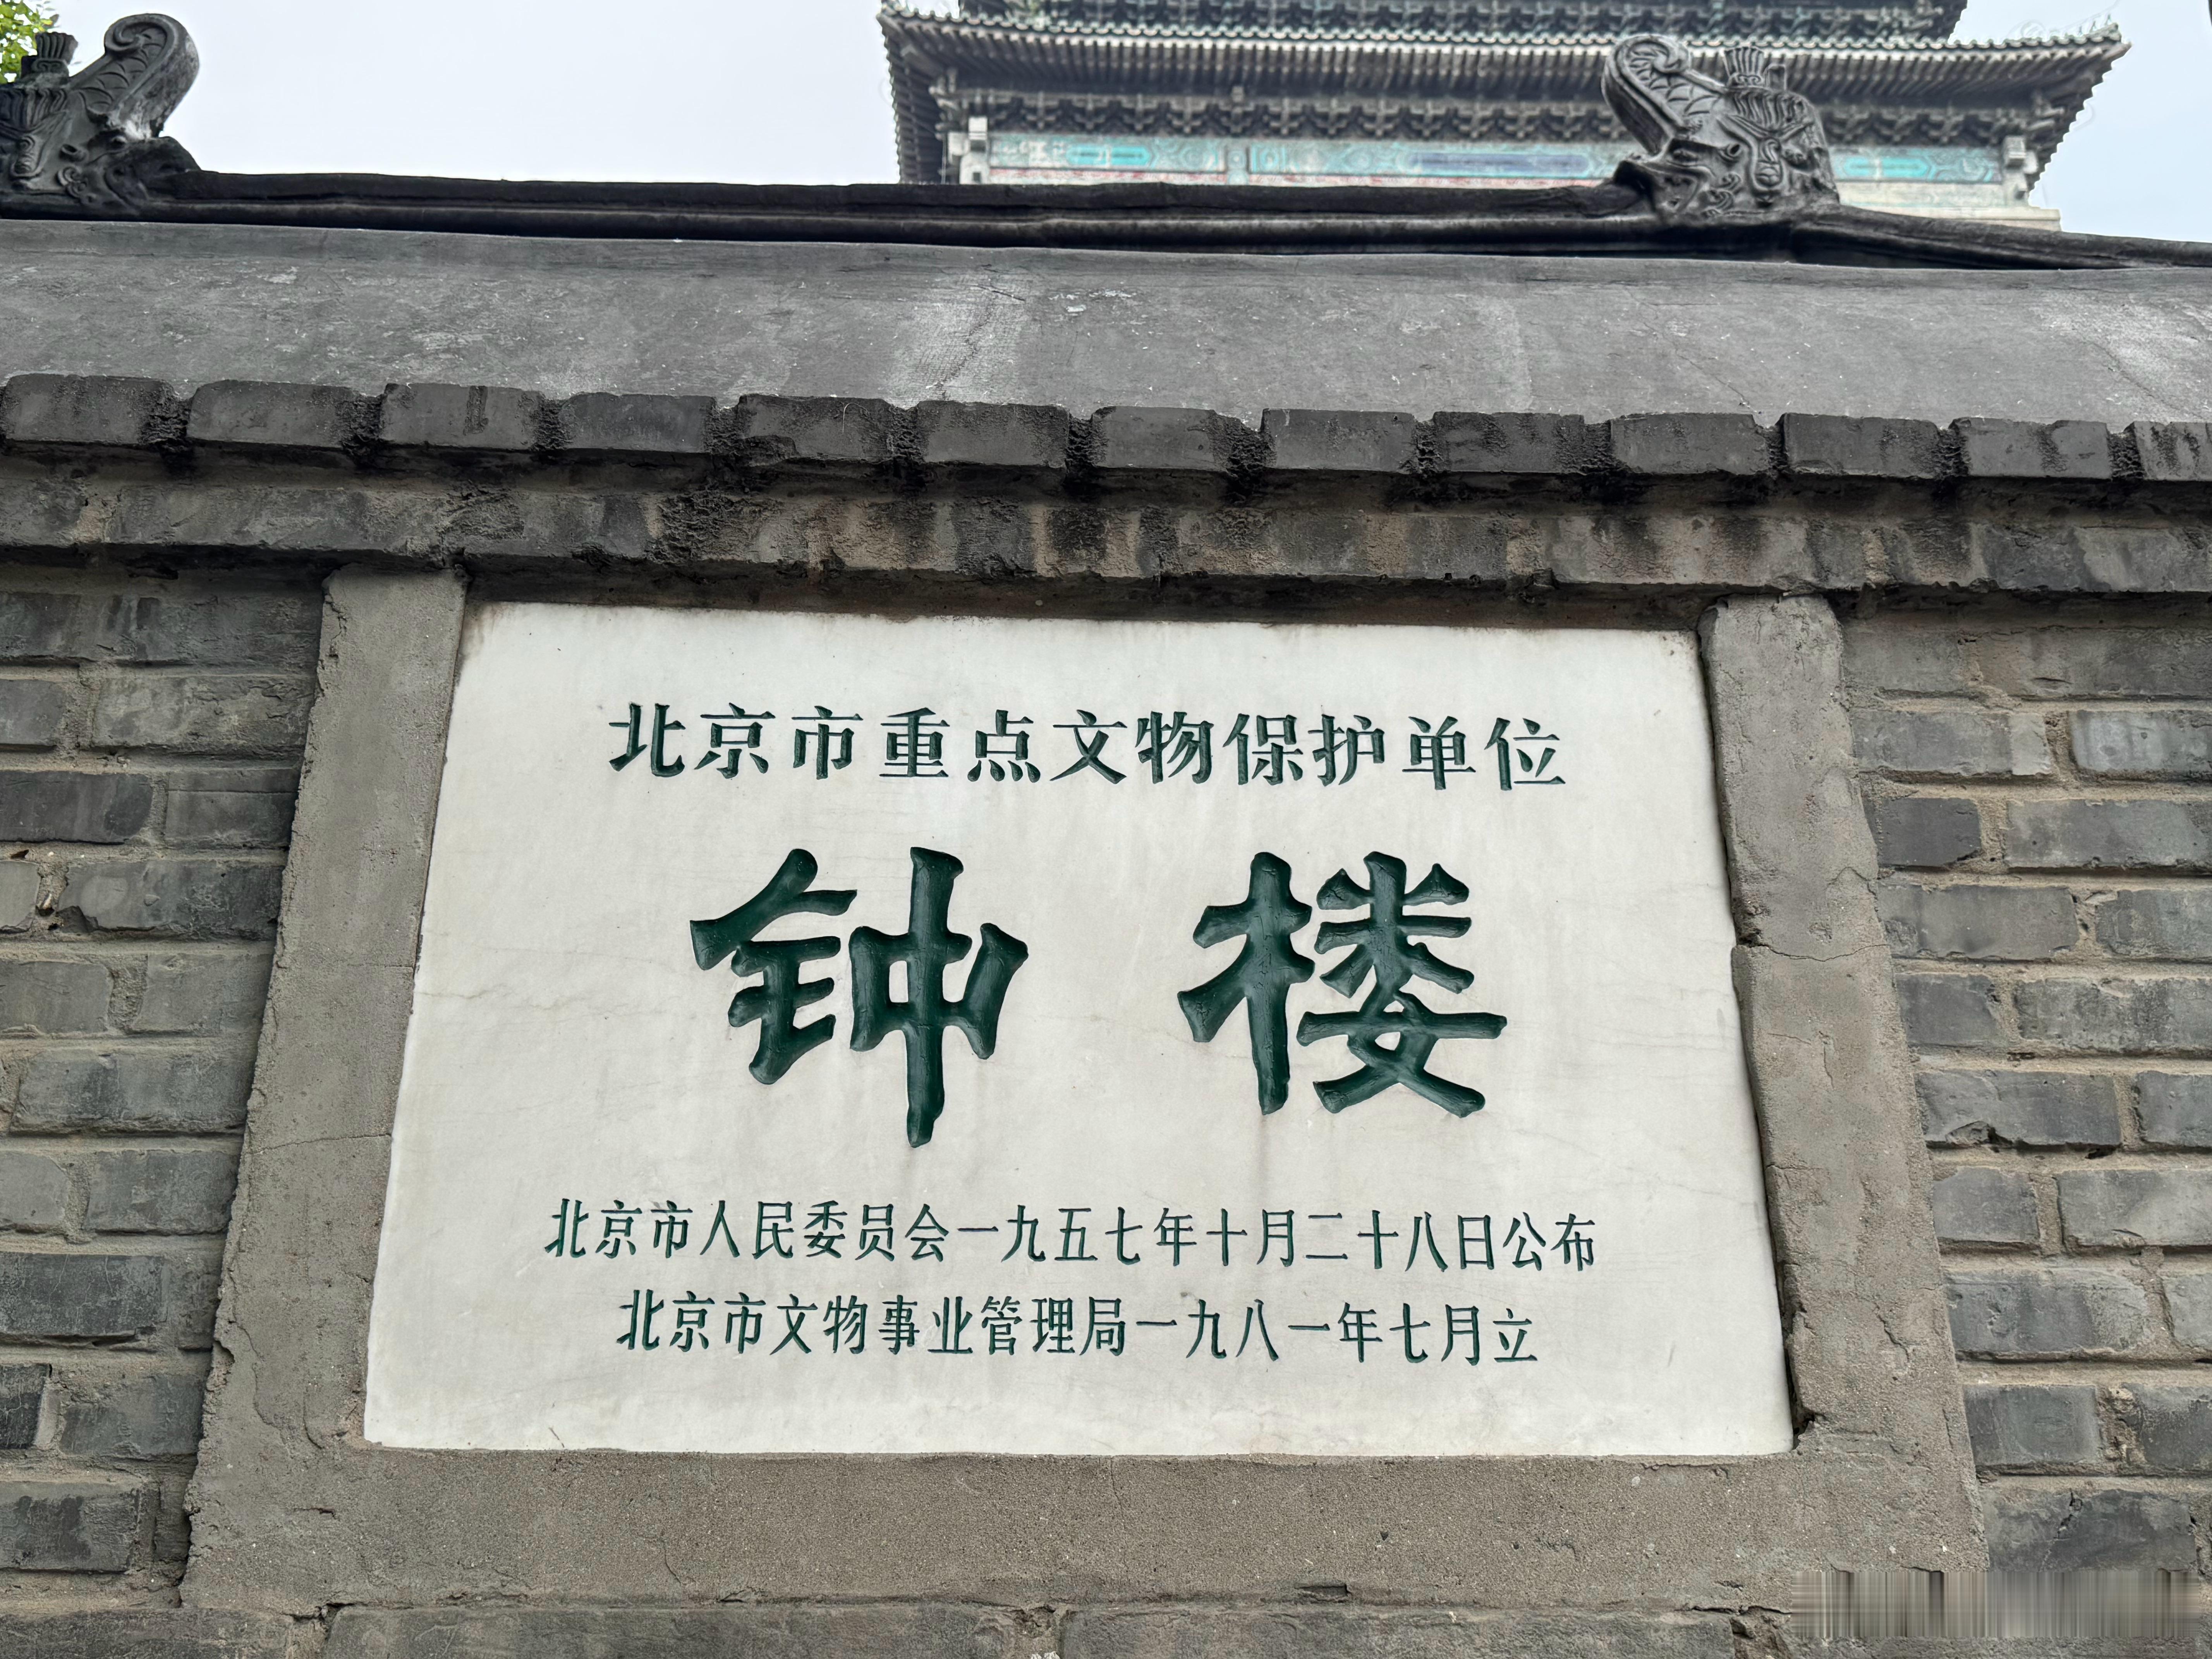 北京市重点文物保护单位
钟楼
北京市人民委员会一九五七年十月二十八日公布
北京市文物事业管理局一九八一年七月立